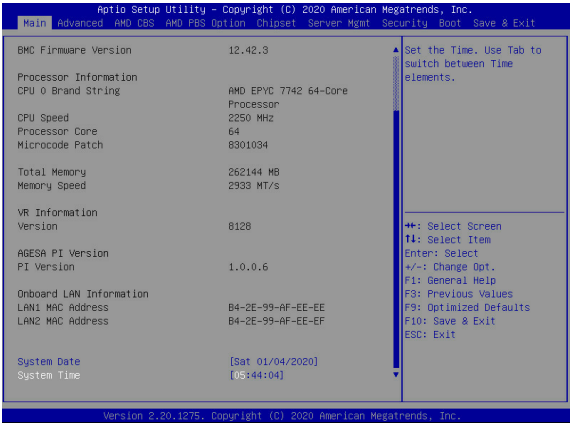 Aptio Setup Utility – Copyright (C) 2020 American Megatrends, Inc.
Main Advanced AMD CBS AMD PBS Option Chipset Server Mgmt Security Boot Save & Exit
BMC Firmware Version 12.42.3
Processor Information
CPU 0 Brand String AMD EPYC 7742 64-Core
Processor
CPU Speed 2250 MHz
Processor Core 64
Microcode Patch 8301034
Total Memory 262144 MB
Memory Speed 2933 MT/s
VR Information
Version 0128
AGESA PI Version
PI Version 1.0.0.6
Onboard LAN Information
LAN1 MAC Address B4-2E-99-AF-EE-EE
LAN2 MAC Address B4-2E-99-AF-EE-EF
System Date [Sat 01/04/2020]
System Time [05:44:04]
Set the Time. Use Tab to
switch between Time
elements.
→←: Select Screen
↑↓: Select Item
Enter: Select
+/-: Change Opt.
F1: General Help
F3: Previous Values
F9: Optimized Defaults
F10: Save & Exit
ESC: Exit
Version 2.20.1275. Copyright (C) 2020 American Megatrends, Inc.